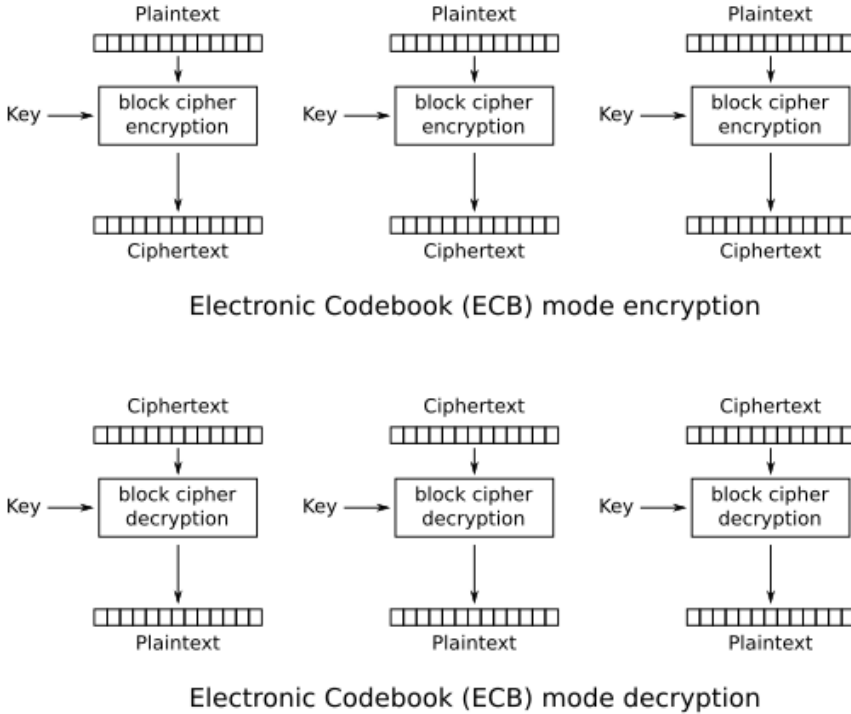 Plaintext Plaintext Plaintext
Key block cipher encryption Key block cipher encryption Key block cipher encryption
Ciphertext Ciphertext Ciphertext
Electronic Codebook (ECB) mode encryption
Ciphertext Ciphertext Ciphertext
Key block cipher decryption Key block cipher decryption Key block cipher decryption
Plaintext Plaintext Plaintext
Electronic Codebook (ECB) mode decryption